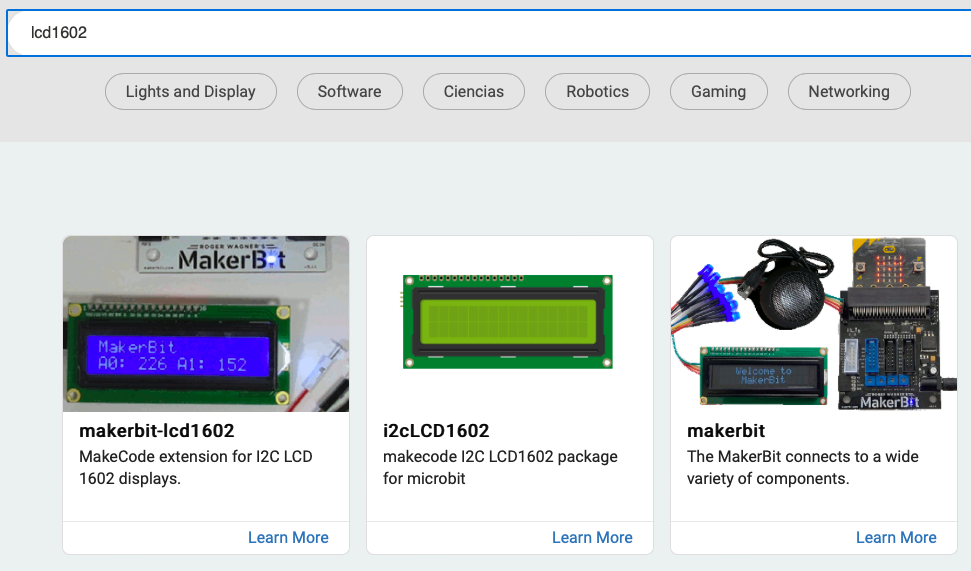 lcd1602
Lights and Display
Software
Ciencias
Robotics
Gaming
Networking
ROGER WAGNER'S
MakerBit
MakerBit
A0: 226 A1: 152
makerbit-lcd1602
MakeCode extension for I2C LCD
1602 displays.
Learn More
i2cLCD1602
makecode I2C LCD1602 package
for microbit
Learn More
Welcome to
MakerBit
MakerBit
makerbit
The MakerBit connects to a wide
variety of components.
Learn More